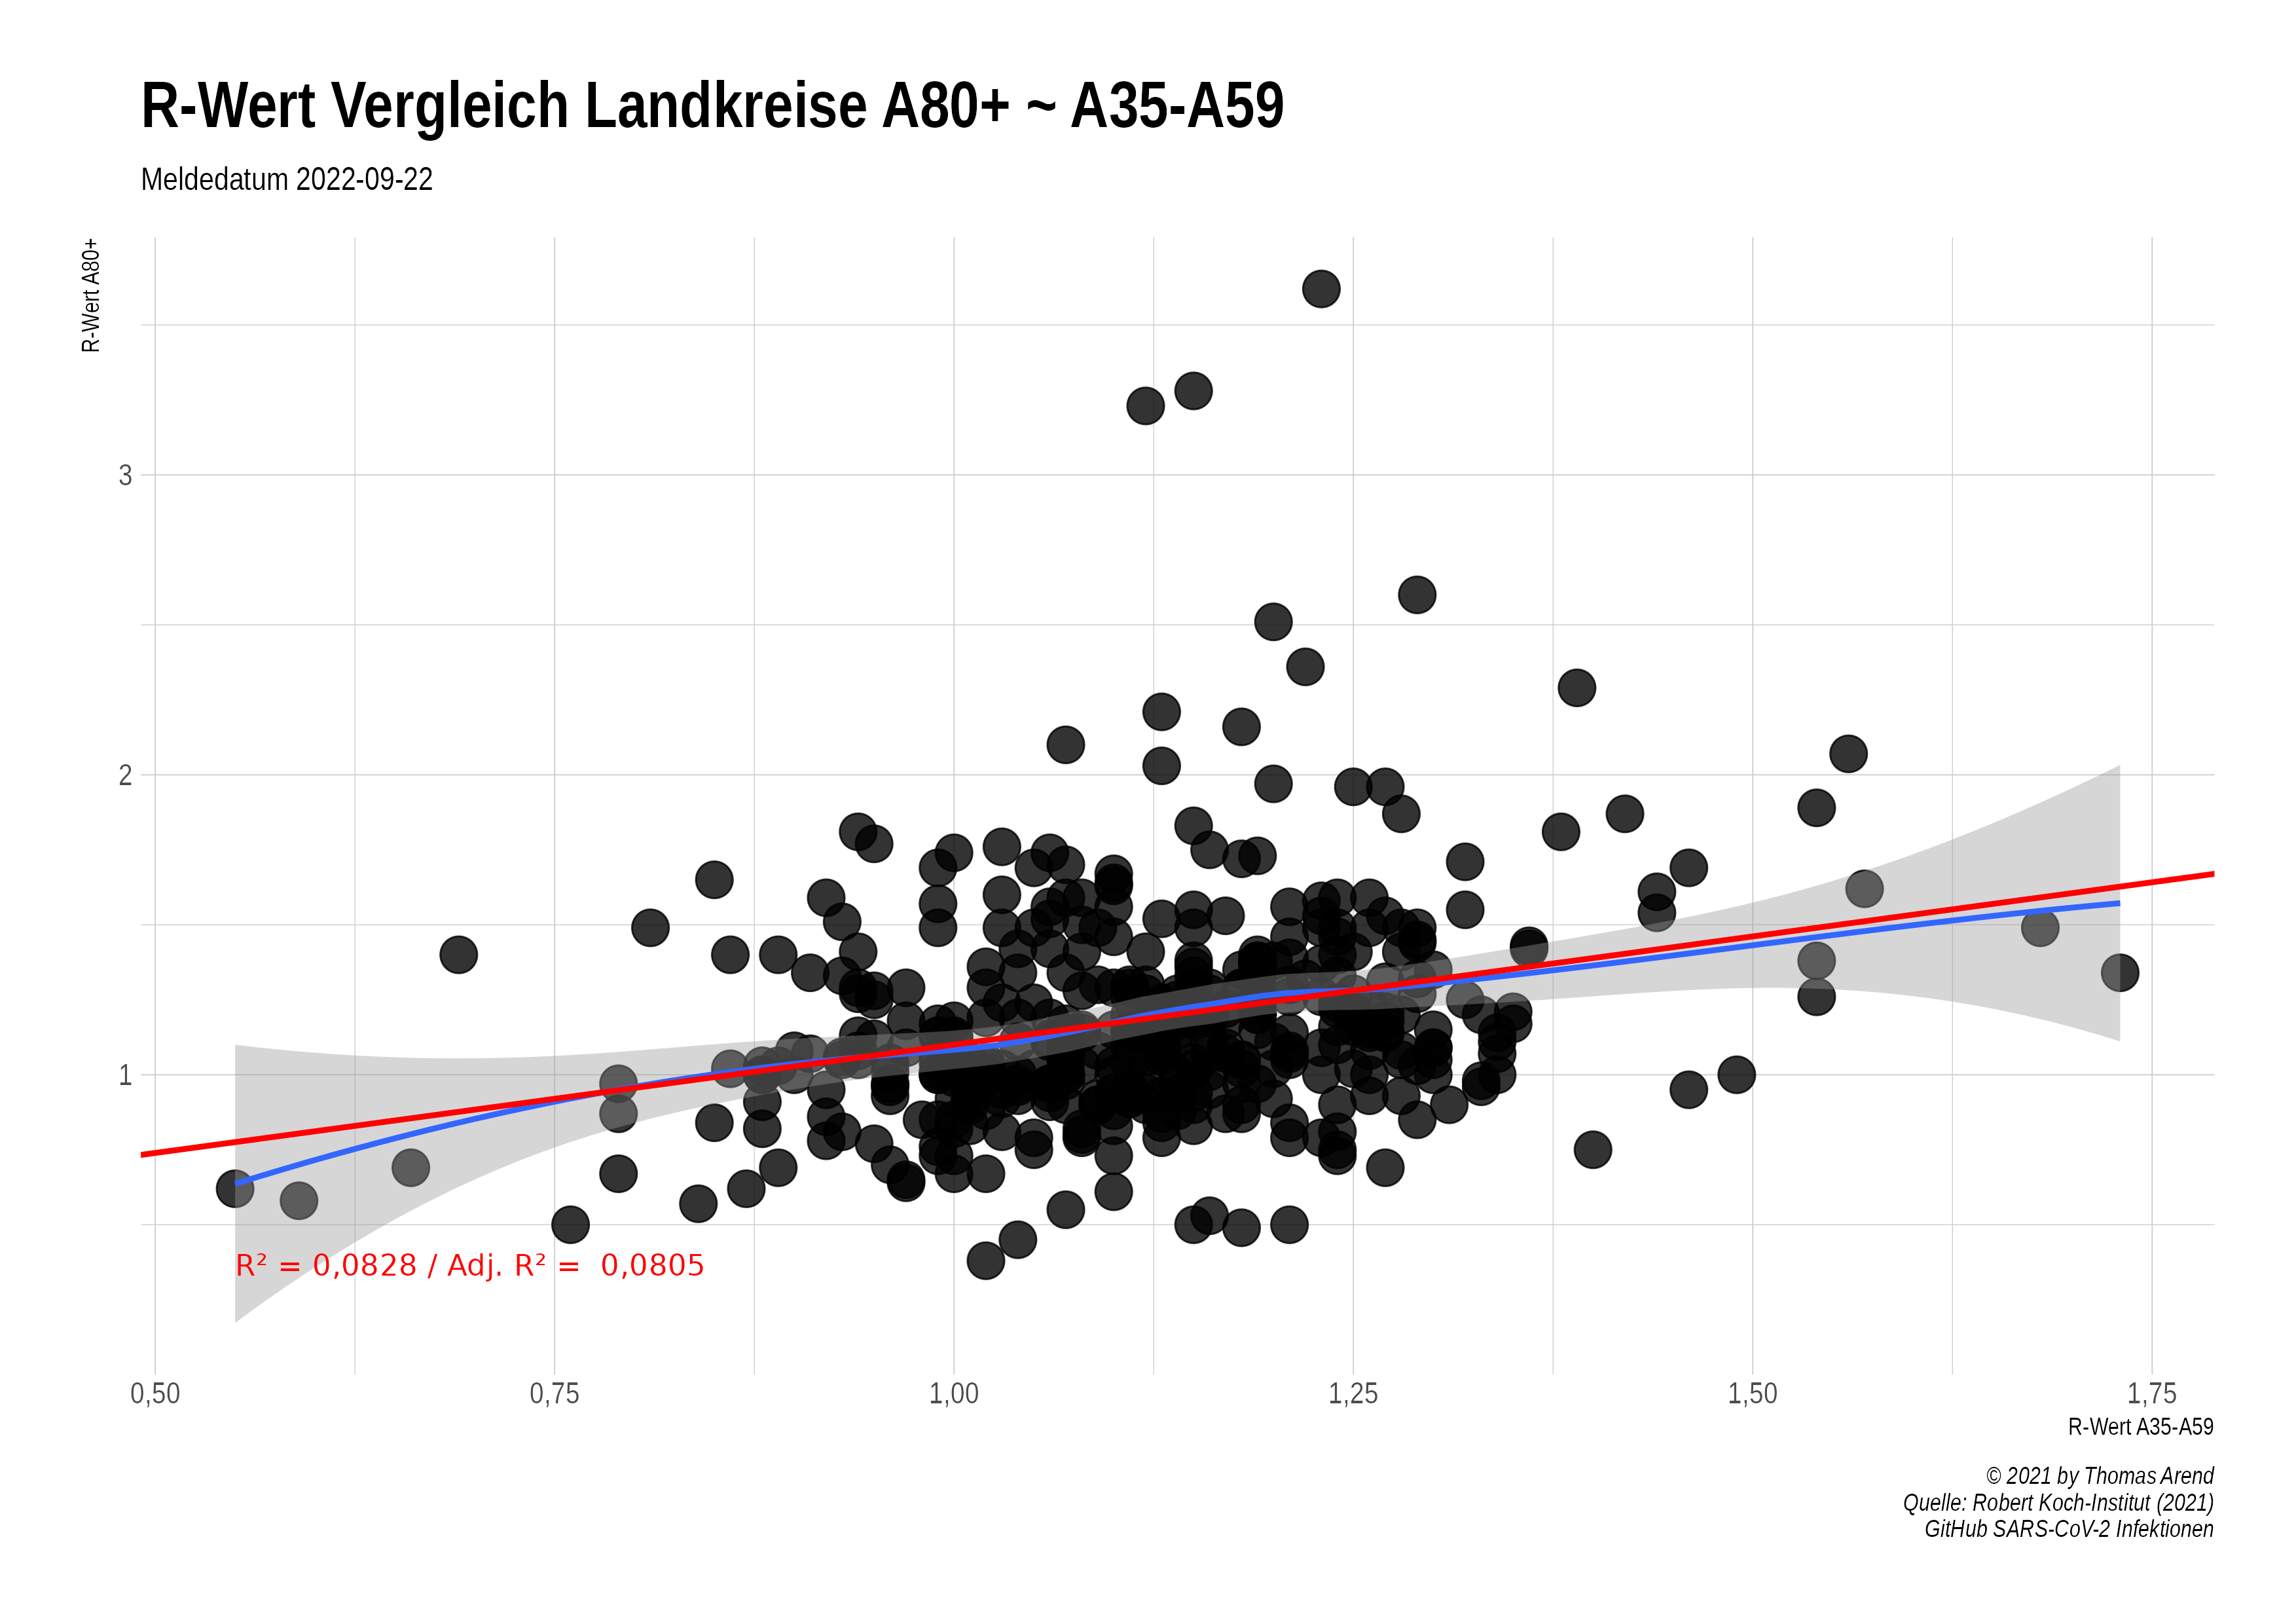 R-Wert Vergleich Landkreise A80+ ~ A35-A59
Meldedatum 2022-09-22
R-Wert A80+
3
2
1
R² = 0,0828 / Adj. R² =  0,0805
0,50 0,75 1,00 1,25 1,50 1,75
R-Wert A35-A59
© 2021 by Thomas Arend
Quelle: Robert Koch-Institut (2021)
GitHub SARS-CoV-2 Infektionen